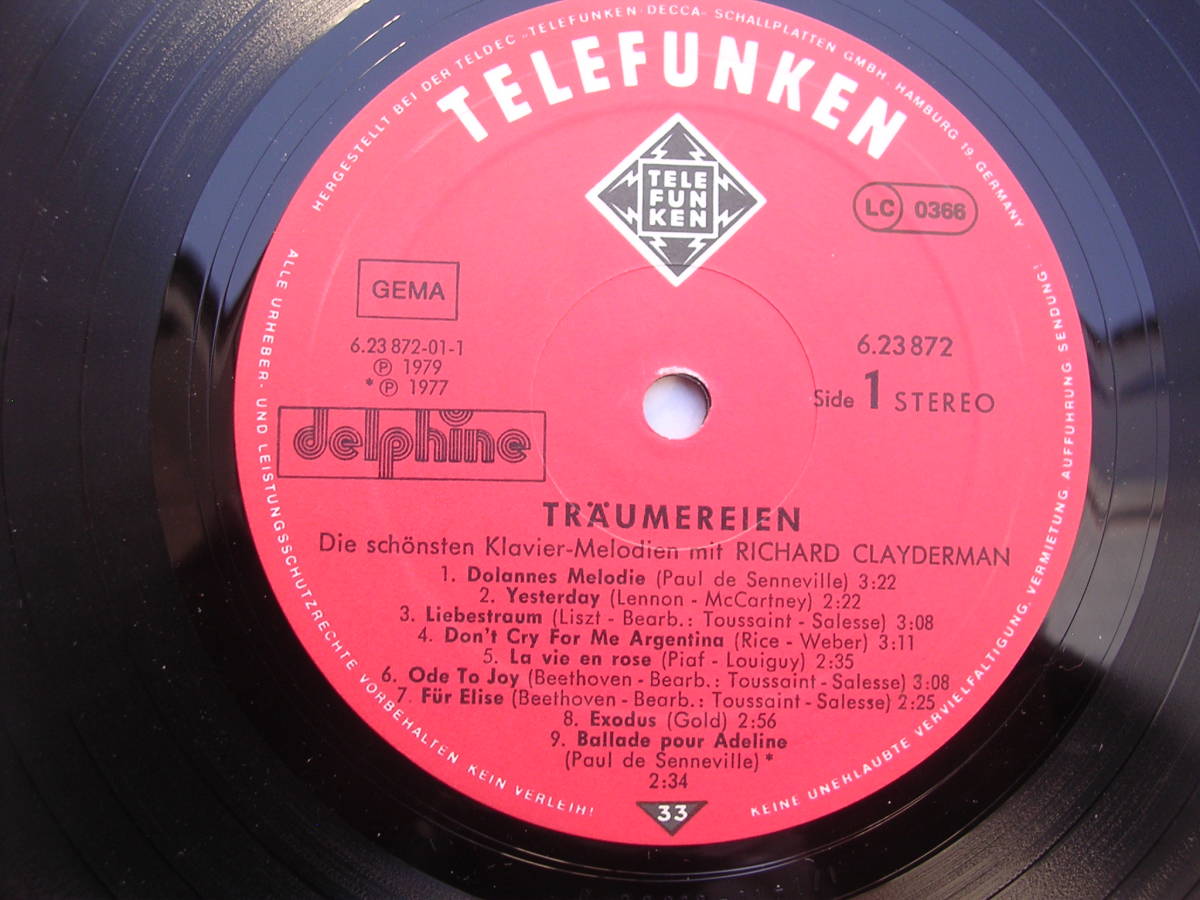 HERGESTELLT BEI DER TELDEC „TELEFUNKEN-DECCA" SCHALLPLATTEN GMBH. HAMBURG 19, GERMANY
TELEFUNKEN
TELE
FUN
KEN
LC 0366
GEMA
6.23 872-01-1
Ⓟ 1979
* Ⓟ 1977
6.23 872
Side 1 STEREO
delphine
TRÄUMEREIEN
Die schönsten Klavier-Melodien mit RICHARD CLAYDERMAN
1. Dolannes Melodie (Paul de Senneville) 3:22
2. Yesterday (Lennon - McCartney) 2:22
3. Liebestraum (Liszt - Bearb.: Toussaint - Salesse) 3:08
4. Don't Cry For Me Argentina (Rice - Weber) 3:11
5. La vie en rose (Piaf - Louiguy) 2:35
6. Ode To Joy (Beethoven - Bearb.: Toussaint - Salesse) 3:08
7. Für Elise (Beethoven - Bearb.: Toussaint - Salesse) 2:25
8. Exodus (Gold) 2:56
9. Ballade pour Adeline
(Paul de Senneville) *
2:34
33
ALLE URHEBER- UND LEISTUNGSSCHUTZRECHTE VORBEHALTEN KEIN VERLEIH!
KEINE UNERLAUBTE VERVIELFÄLTIGUNG, VERMIETUNG, AUFFÜHRUNG, SENDUNG!